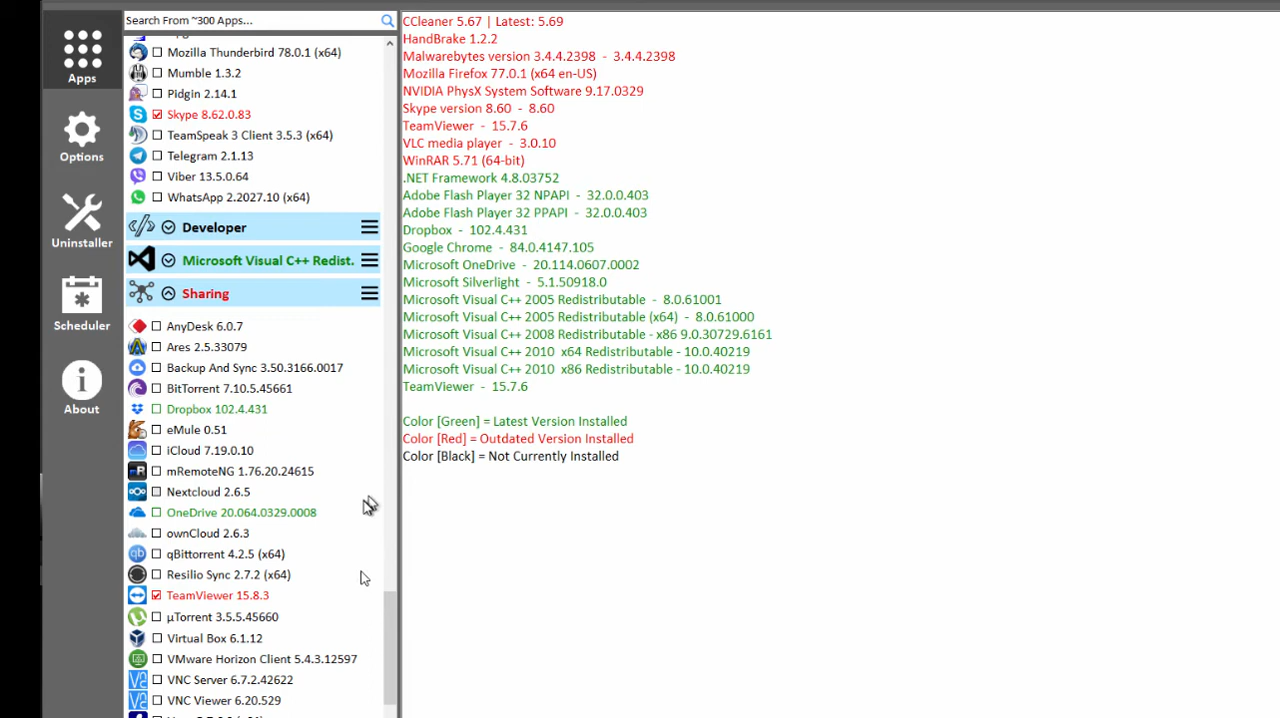 Apps
Options
Uninstaller
Scheduler
About
Search From ~300 Apps...
Mozilla Thunderbird 78.0.1 (x64)
Mumble 1.3.2
Pidgin 2.14.1
Skype 8.62.0.83
TeamSpeak 3 Client 3.5.3 (x64)
Telegram 2.1.13
Viber 13.5.0.64
WhatsApp 2.2027.10 (x64)
Developer
Microsoft Visual C++ Redist.
Sharing
AnyDesk 6.0.7
Ares 2.5.33079
Backup And Sync 3.50.3166.0017
BitTorrent 7.10.5.45661
Dropbox 102.4.431
eMule 0.51
iCloud 7.19.0.10
mRemoteNG 1.76.20.24615
Nextcloud 2.6.5
OneDrive 20.064.0329.0008
ownCloud 2.6.3
qBittorrent 4.2.5 (x64)
Resilio Sync 2.7.2 (x64)
TeamViewer 15.8.3
µTorrent 3.5.5.45660
Virtual Box 6.1.12
VMware Horizon Client 5.4.3.12597
VNC Server 6.7.2.42622
VNC Viewer 6.20.529
CCleaner 5.67 | Latest: 5.69
HandBrake 1.2.2
Malwarebytes version 3.4.4.2398 - 3.4.4.2398
Mozilla Firefox 77.0.1 (x64 en-US)
NVIDIA PhysX System Software 9.17.0329
Skype version 8.60 - 8.60
TeamViewer - 15.7.6
VLC media player - 3.0.10
WinRAR 5.71 (64-bit)
.NET Framework 4.8.03752
Adobe Flash Player 32 NPAPI - 32.0.0.403
Adobe Flash Player 32 PPAPI - 32.0.0.403
Dropbox - 102.4.431
Google Chrome - 84.0.4147.105
Microsoft OneDrive - 20.114.0607.0002
Microsoft Silverlight - 5.1.50918.0
Microsoft Visual C++ 2005 Redistributable - 8.0.61001
Microsoft Visual C++ 2005 Redistributable (x64) - 8.0.61000
Microsoft Visual C++ 2008 Redistributable - x86 9.0.30729.6161
Microsoft Visual C++ 2010 x64 Redistributable - 10.0.40219
Microsoft Visual C++ 2010 x86 Redistributable - 10.0.40219
TeamViewer - 15.7.6
Color [Green] = Latest Version Installed
Color [Red] = Outdated Version Installed
Color [Black] = Not Currently Installed